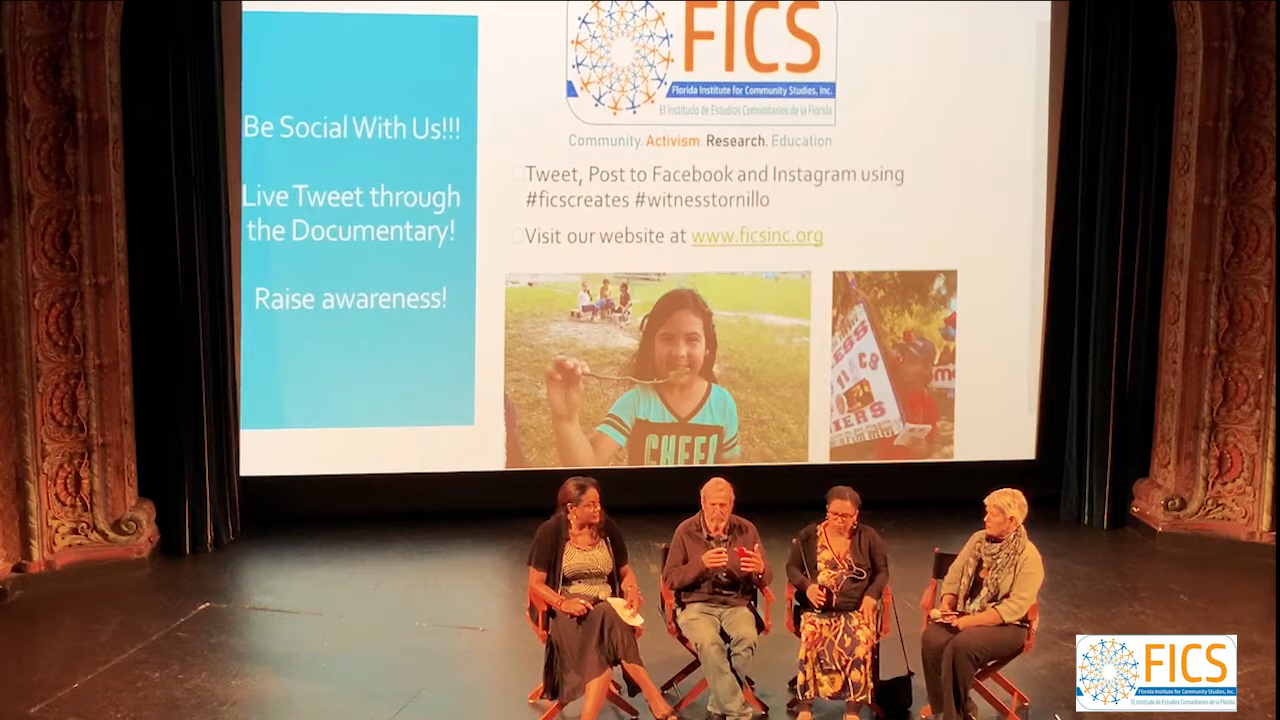 FICS
Florida Institute for Community Studies, Inc.
El Instituto de Estudios Comunitarios de la Florida
Community. Activism. Research. Education
Be Social With Us!!!
Live Tweet through
the Documentary!
Raise awareness!
Tweet, Post to Facebook and Instagram using
#ficscreates #witnesstornillo
Visit our website at www.ficsinc.org
CHEER
FICS
Florida Institute for Community Studies, Inc.
El Instituto de Estudios Comunitarios de la Florida